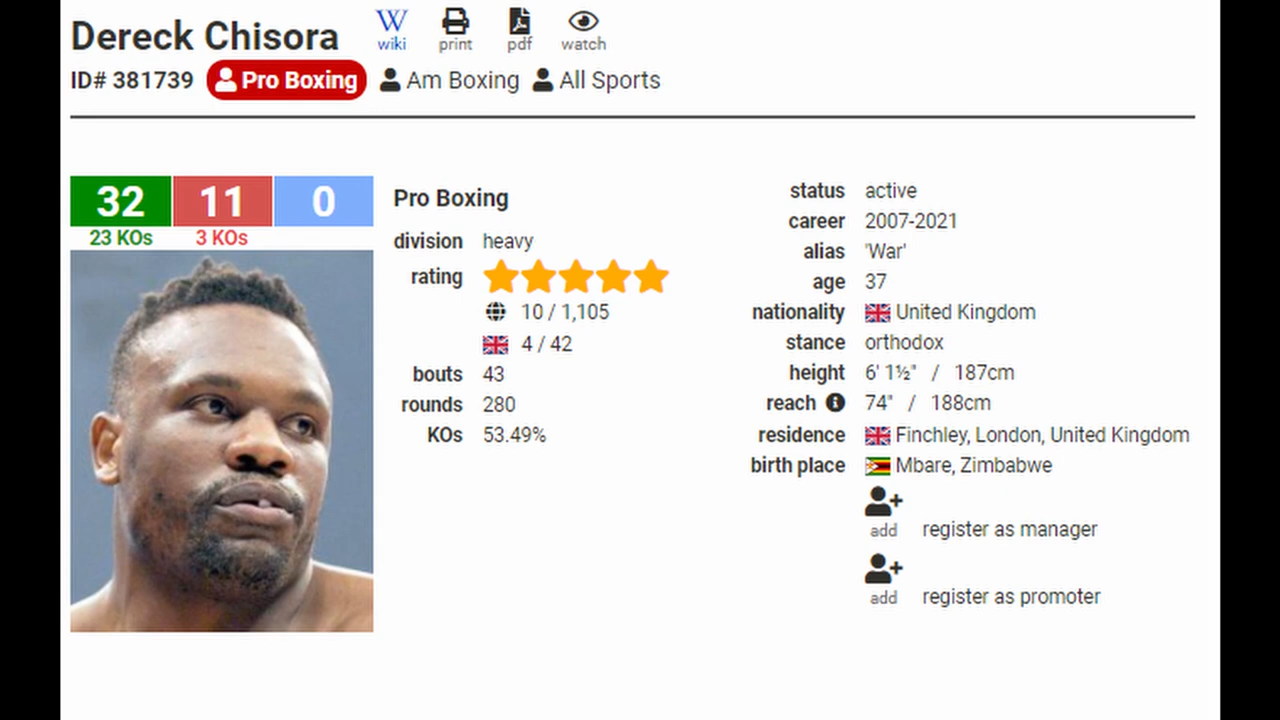 Dereck Chisora
W
wiki print pdf watch
ID# 381739 Pro Boxing Am Boxing All Sports
32 11 0
23 KOs 3 KOs
Pro Boxing
division heavy
rating
10 / 1,105
4 / 42
bouts 43
rounds 280
KOs 53.49%
status active
career 2007-2021
alias 'War'
age 37
nationality United Kingdom
stance orthodox
height 6' 1½" / 187cm
reach 74" / 188cm
residence Finchley, London, United Kingdom
birth place Mbare, Zimbabwe
add register as manager
add register as promoter